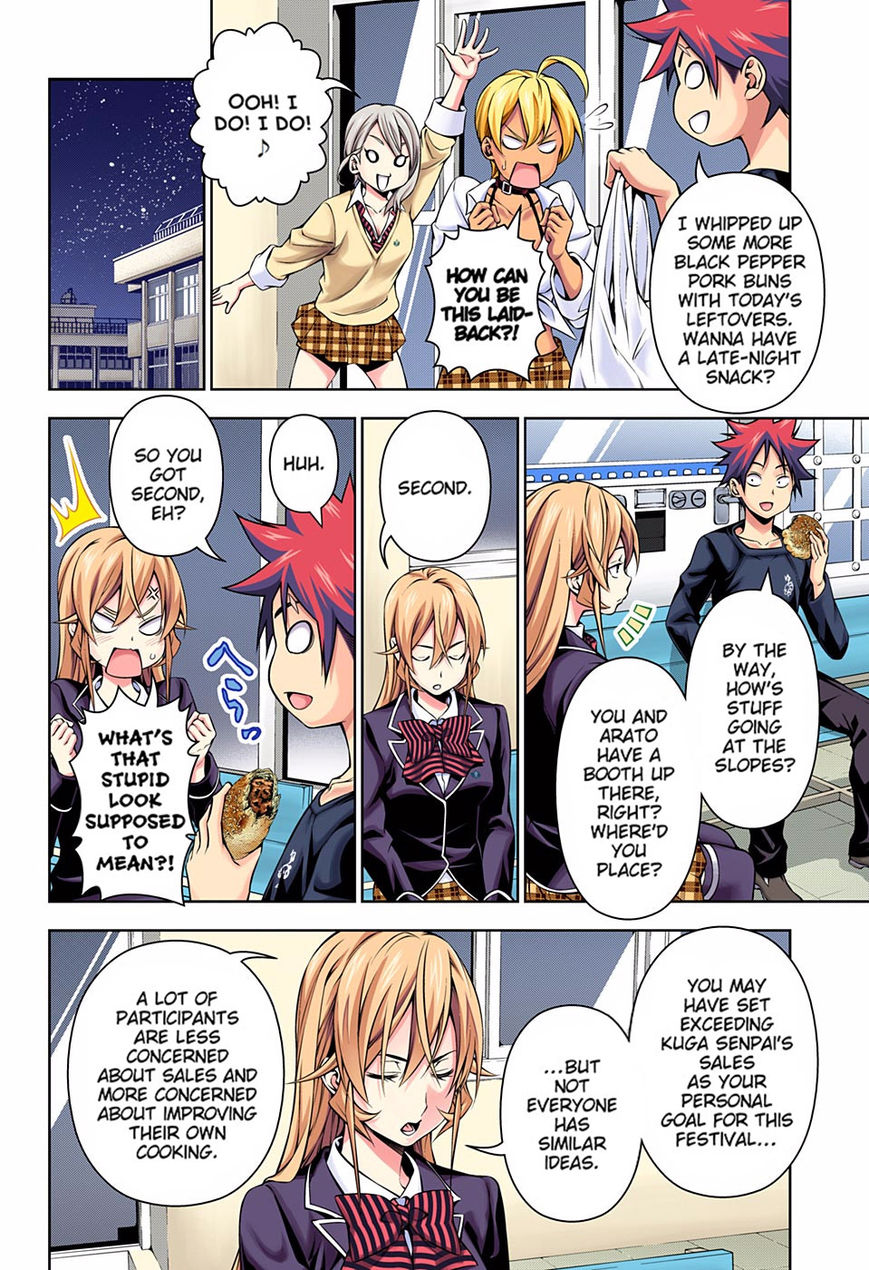 I WHIPPED UP
SOME MORE
BLACK PEPPER
PORK BUNS
WITH TODAY'S
LEFTOVERS.
WANNA HAVE
A LATE-NIGHT
SNACK?
HOW CAN
YOU BE
THIS LAID-
BACK?!
OOH! I
DO! I DO!
♪
BY THE
WAY,
HOW'S
STUFF
GOING
AT THE
SLOPES?
YOU AND
ARATO
HAVE A
BOOTH UP
THERE,
RIGHT?
WHERE'D
YOU
PLACE?
SECOND.
HUH.
SO YOU
GOT
SECOND,
EH?
へらっ
WHAT'S
THAT
STUPID
LOOK
SUPPOSED
TO
MEAN?!
YOU MAY
HAVE SET
EXCEEDING
KUGA SENPAI'S
SALES
AS YOUR
PERSONAL
GOAL FOR THIS
FESTIVAL...
...BUT
NOT
EVERYONE
HAS
SIMILAR
IDEAS.
A LOT OF
PARTICIPANTS
ARE LESS
CONCERNED
ABOUT SALES AND
MORE CONCERNED
ABOUT IMPROVING
THEIR OWN
COOKING.